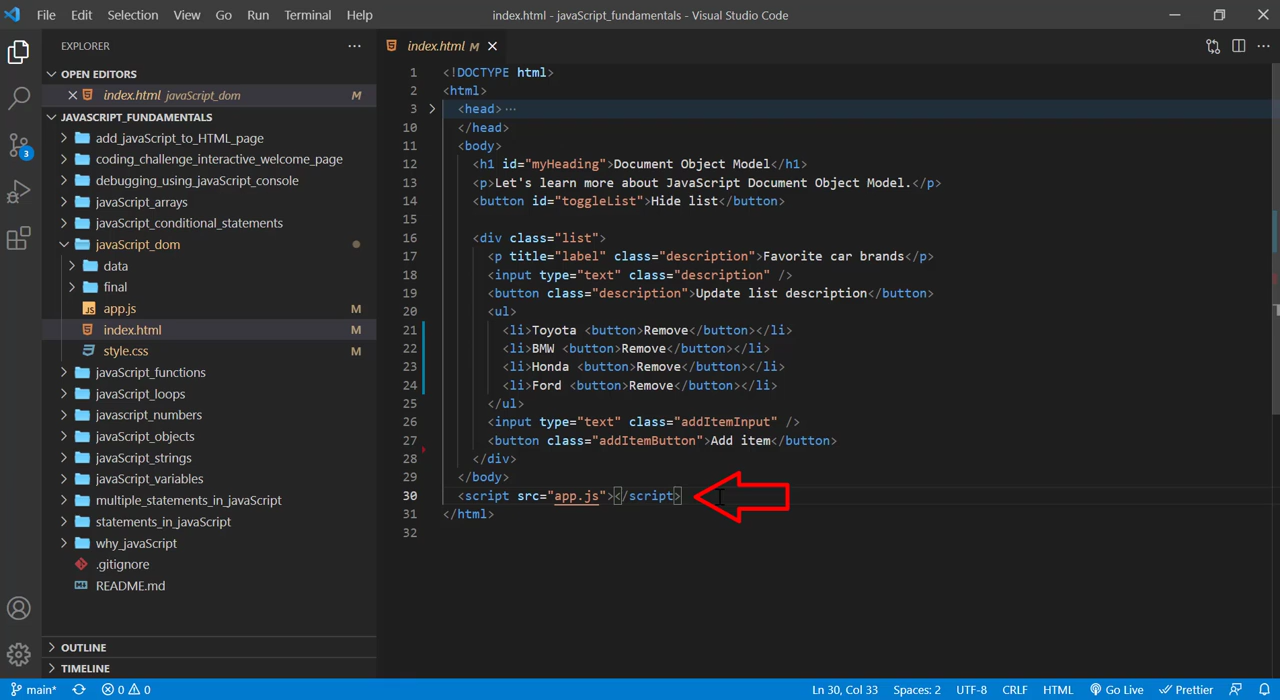 File Edit Selection View Go Run Terminal Help
index.html - javaScript_fundamentals - Visual Studio Code
EXPLORER
OPEN EDITORS
index.html javaScript_dom M
JAVASCRIPT_FUNDAMENTALS
add_javaScript_to_HTML_page
coding_challenge_interactive_welcome_page
debugging_using_javaScript_console
javaScript_arrays
javaScript_conditional_statements
javaScript_dom
data
final
JS app.js M
index.html M
style.css M
javaScript_functions
javaScript_loops
javascript_numbers
javaScript_objects
javaScript_strings
javaScript_variables
multiple_statements_in_javaScript
statements_in_javaScript
why_javaScript
.gitignore
README.md
OUTLINE
TIMELINE
3
index.html M
1 <!DOCTYPE html>
2 <html>
3 <head> ···
10 </head>
11 <body>
12 <h1 id="myHeading">Document Object Model</h1>
13 <p>Let's learn more about JavaScript Document Object Model.</p>
14 <button id="toggleList">Hide list</button>
15
16 <div class="list">
17 <p title="label" class="description">Favorite car brands</p>
18 <input type="text" class="description" />
19 <button class="description">Update list description</button>
20 <ul>
21 <li>Toyota <button>Remove</button></li>
22 <li>BMW <button>Remove</button></li>
23 <li>Honda <button>Remove</button></li>
24 <li>Ford <button>Remove</button></li>
25 </ul>
26 <input type="text" class="addItemInput" />
27 <button class="addItemButton">Add item</button>
28 </div>
29 </body>
30 <script src="app.js"></script>
31 </html>
32
main* 0 0
Ln 30, Col 33 Spaces: 2 UTF-8 CRLF HTML Go Live Prettier